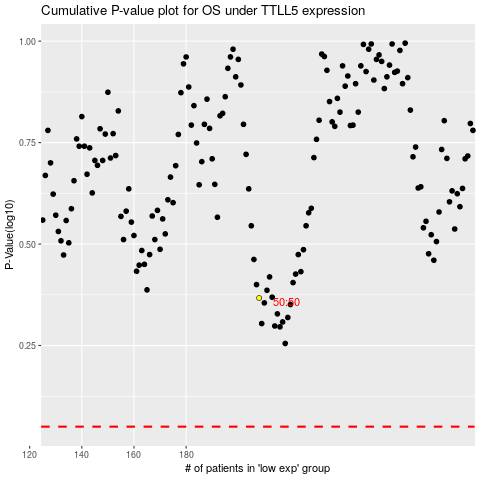 Cumulative P-value plot for OS under TTLL5 expression
P-Value(log10)
1.00
0.75
0.50
0.25
50:50
120 140 160 180
# of patients in 'low exp' group